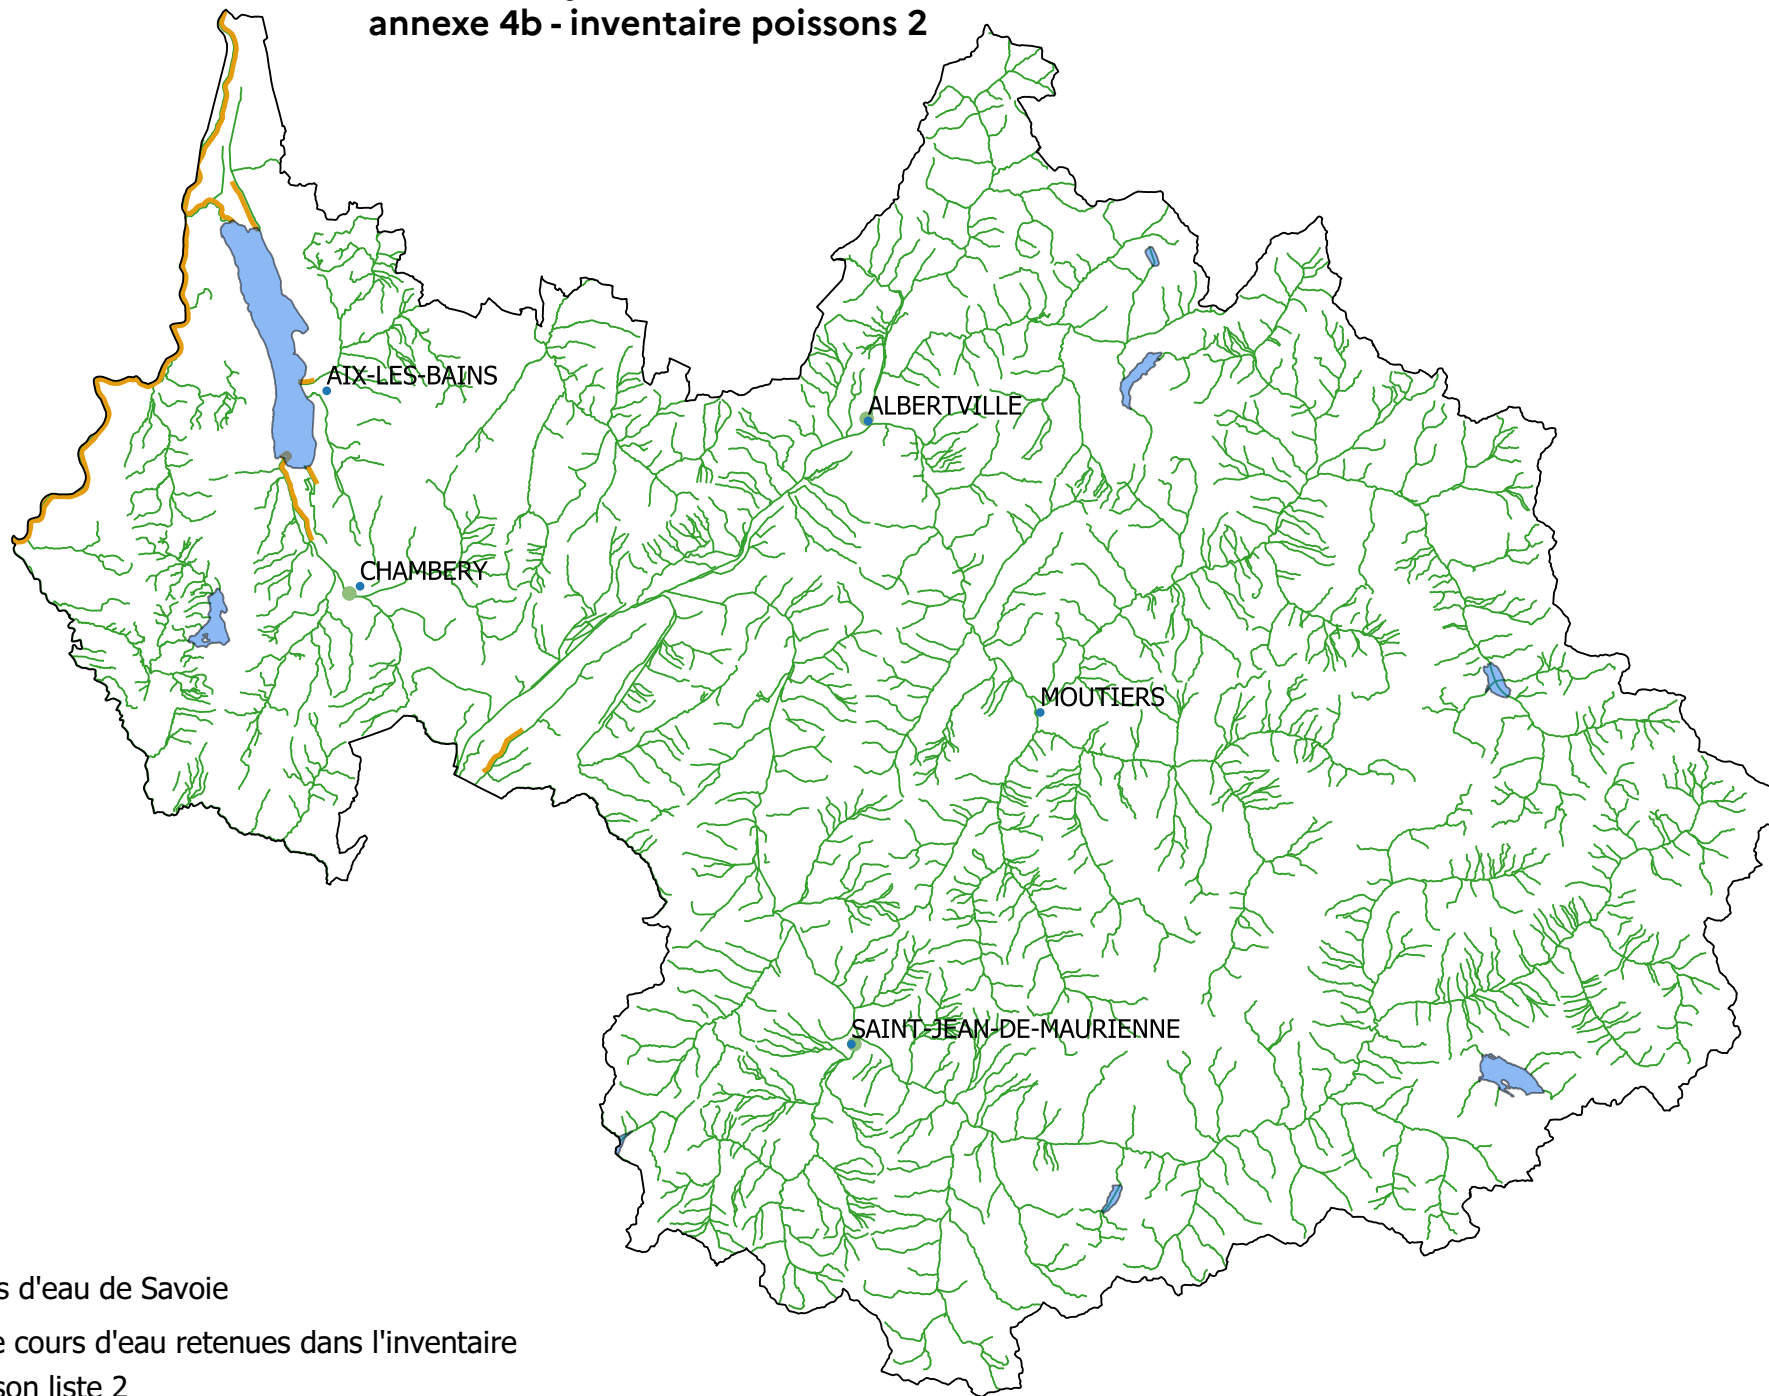 annexe 4b - inventaire poissons 2
AIX-LES-BAINS
ALBERTVILLE
CHAMBERY
MOUTIERS
SAINT-JEAN-DE-MAURIENNE
s d'eau de Savoie
e cours d'eau retenues dans l'inventaire
son liste 2